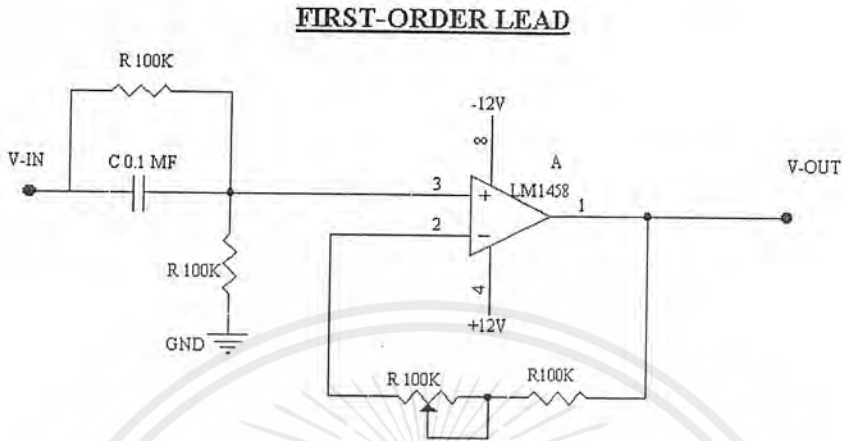 FIRST-ORDER LEAD
R 100K
-12V
8
A
V-IN
C 0.1 MF
LM1458
V-OUT
3
+
1
2
−
R 100K
4
GND
+12V
R 100K
R100K